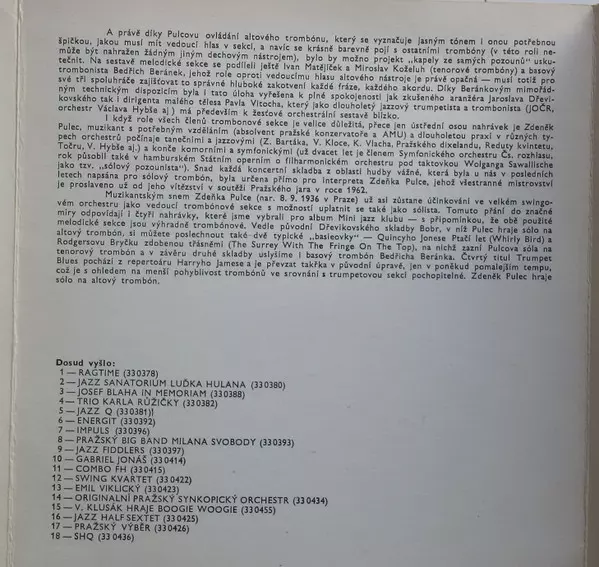 A právě díky Pulcovu ovládání altového trombónu, který se vyznačuje jasným tónem i onou potřebnou
špičkou, jakou musí mít vedoucí hlas v sekci, a navíc se krásně barevně pojí s ostatními trombóny (v této roli ne-
může být nahražen žádným jiným dechovým nástrojem), bylo by možno projekt „kapely ze samých pozounů" usku-
tečnit. Na sestavě melodické sekce se podíleli ještě Ivan Matějíček a Miroslav Koželuh (tenorové trombóny) a basový
trombonista Bedřich Beránek, jehož role oproti vedoucímu hlasu altového nástroje je právě opačná — musí totiž pro
své tři spoluhráče zajišťovat to správné hluboké zakotvení každé fráze, každého akordu. Díky Beránkovým mimořád-
ným technickým dispozicím byla i tato úloha vyřešena k plné spokojenosti jak zkušeného aranžéra Jaroslava Dřevi-
kovského tak i dirigenta malého tělesa Pavla Vitocha, který jako dlouholetý jazzový trumpetista a trombonista (JOČR,
orchestr Václava Hybše aj.) má především k žesťové orchestrální sestavě blízko.
I když role všech členů trombonové sekce je velice důležitá, přece jen ústřední osou nahrávek je Zdeněk
Pulec, muzikant s potřebným vzděláním (absolvent pražské konzervatoře a AMU) a dlouholetou praxí v různých ty-
pech orchestrů počínaje tanečními a jazzovými (Z. Bartáka, V. Kloce, K. Vlacha, Pražského dixielandu, Reduty kvintetu,
Točru, V. Hybše aj.) a konče komorními a symfonickými (už dvacet let je členem Symfonického orchestru Čs. rozhlasu,
rok působil také v hamburském Státním operním o filharmonickém orchestru pod taktovkou Wolganga Sawallische
jako tzv. „sólový pozounista"). Snad každá koncertní skladba z oblasti hudby vážné, která byla u nás v posledních
letech napsána pro sólový trombón, byla určena přímo pro interpreta Zdeňka Pulce, jehož všestranné mistrovství
je proslaveno už od jeho vítězství v soutěži Pražského jara v roce 1962.
Muzikantským snem Zdeňka Pulce (nar. 8. 9. 1936 v Praze) už asi zůstane účinkování ve velkém swingo-
vém orchestru jako vedoucí trombónové sekce s možností uplatnit se také jako sólista. Tomuto přání do značné
míry odpovídají i čtyři nahrávky, které jsme vybrali pro album Mini jazz klubu — s připomínkou, že obě použité
melodické sekce jsou výhradně trombónové. Vedle původní Dřevikovského skladby Bobr, v níž Pulec hraje sólo na
altový trombón, si můžete poslechnout také dvě typické „basieovky" — Quincyho Jonese Ptačí let (Whirly Bird) a
Rodgersovu Bryčku zdobenou třásněmi (The Surrey With The Fringe On The Top), na níchž zazní Pulcova sóla na
tenorový trombón a v závěru druhé skladby uslyšíme i basový trombón Bedřicha Beránka. Čtvrtý titul Trumpet
Blues pochází z repertoáru Harryho Jamese a je převzat takřka v původní úpravě, jen v poněkud pomalejším tempu,
což je s ohledem na menší pohyblivost trombónů ve srovnání s trumpetovou sekcí pochopitelné. Zdeněk Pulec hraje
sólo na altový trombón.
Dosud vyšlo:
1 — RAGTIME (330378)
2 — JAZZ SANATORIUM LUĎKA HULANA (330380)
3 — JOSEF BLAHA IN MEMORIAM (330388)
4 — TRIO KARLA RŮŽIČKY (330382)
5 — JAZZ Q (330381)!
6 — ENERGIT (330392)
7 — IMPULS (330396)
8 — PRAŽSKÝ BIG BAND MILANA SVOBODY (330393)
9 — JAZZ FIDDLERS (330397)
10 — GABRIEL JONÁŠ (330414)
11 — COMBO FH (330415)
12 — SWING KVARTET (330422)
13 — EMIL VIKLICKÝ (330423)
14 — ORIGINALNÍ PRAŽSKÝ SYNKOPICKÝ ORCHESTR (330434)
15 — V. KLUSÁK HRAJE BOOGIE WOOGIE (330455)
16 — JAZZ HALF SEXTET (330425)
17 — PRAŽSKÝ VÝBĚR (330426)
18 — SHQ (330436)